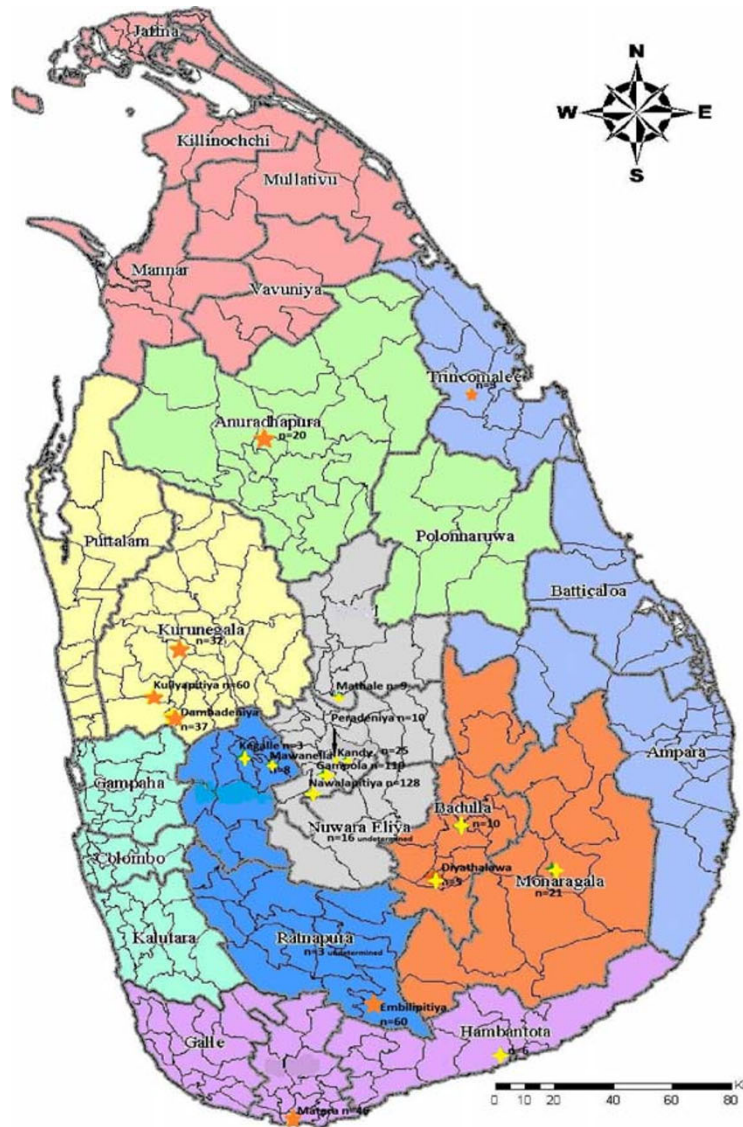 Jaffna
N
W E
S
Killinochchi
Mullativu
Mannar
Vavuniya
Trincomalee
n=3
Anuradhapura
n=20
Puttalam
Polonnaruwa
Batticaloa
Kurunegala
n=32
Kuliyapitiya n=60
Dambadeniya
n=37
Mathale n=9
Peradeniya n=10
Kegalle n=3
Mawanella
n=8
Kandy n=25
Gampola n=110
Nawalapitiya n=128
Ampara
Gampaha
Badulla
n=10
Nuwara Eliya
n=16 undetermined
Colombo
Diyathalawa
n=5
Monaragala
n=21
Kalutara
Ratnapura
n=3 undetermined
Embilipitiya
n=60
Hambantota
n=6
Galle
Matara n=46
0 10 20 40 60 80
K